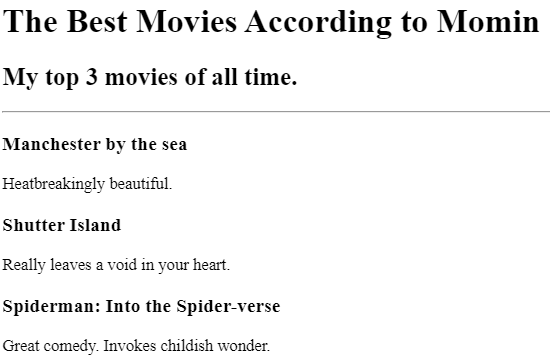 The Best Movies According to Momin
My top 3 movies of all time.
Manchester by the sea
Heatbreakingly beautiful.
Shutter Island
Really leaves a void in your heart.
Spiderman: Into the Spider-verse
Great comedy. Invokes childish wonder.